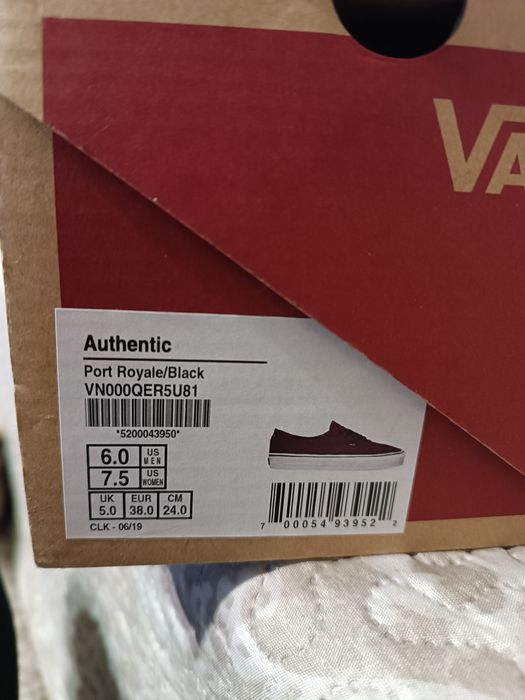 VA
Authentic
Port Royale/Black
VN000QER5U81
*5200043950*
6.0 US MEN
7.5 US WOMEN
UK EUR CM
5.0 38.0 24.0
CLK - 06/19
7 00054 93952 2